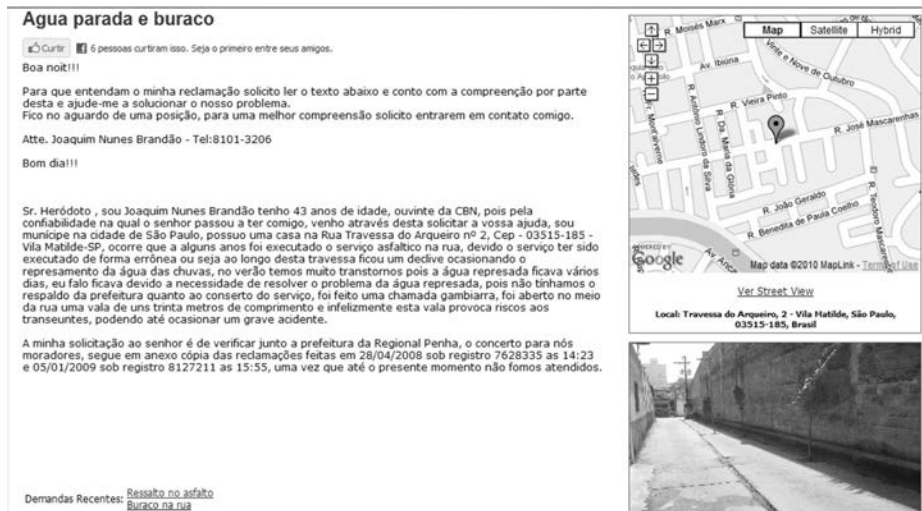 Agua parada e buraco
Curtir 6 pessoas curtiram isso. Seja o primeiro entre seus amigos.
Boa noit!!!
Para que entendam o minha reclamação solicito ler o texto abaixo e conto com a compreenção por parte
desta e ajude-me a solucionar o nosso problema.
Fico no aguardo de uma posição, para uma melhor compreensão solicito entrarem em contato comigo.
Atte. Joaquim Nunes Brandão - Tel:8101-3206
Bom dia!!!
Sr. Heródoto , sou Joaquim Nunes Brandão tenho 43 anos de idade, ouvinte da CBN, pois pela
confiabilidade na qual o senhor passou a ter comigo, venho através desta solicitar a vossa ajuda, sou
munícipe na cidade de São Paulo, possuo uma casa na Rua Travessa do Arqueiro nº 2, Cep - 03515-185 -
Vila Matilde-SP, ocorre que a alguns anos foi executado o serviço asfaltico na rua, devido o serviço ter sido
executado de forma errônea ou seja ao longo desta travessa ficou um declive ocasionando o
represamento da água das chuvas, no verão temos muito transtornos pois a água represada ficava vários
dias, eu falo ficava devido a necessidade de resolver o problema da água represada, pois não tínhamos o
respaldo da prefeitura quanto ao conserto do serviço, foi feito uma chamada gambiarra, foi aberto no meio
da rua uma vala de uns trinta metros de comprimento e infelizmente esta vala provoca riscos aos
transeuntes, podendo até ocasionar um grave acidente.
A minha solicitação ao senhor é de verificar junto a prefeitura da Regional Penha, o concerto para nós
moradores, segue em anexo cópia das reclamações feitas em 28/04/2008 sob registro 7628335 as 14:23
e 05/01/2009 sob registro 8127211 as 15:55, uma vez que até o presente momento não fomos atendidos.
Demandas Recentes: Ressalto no asfalto
Buraco na rua
Map Satellite Hybrid
R. Moisés Marx
Av. Ibiúna
Vinte e Nove de Outubro
R. Vieira Pinto
R. José Mascarenhas
R. Antônio Lindoro da Silva
R. Da. Maria da Glória
Mont'alverne
R. João Geraldo
R. Benedita de Paula Coelho
R. Teodoro Mascarenhas
POWERED BY
Google
Map data ©2010 MapLink - Terms of Use
Ver Street View
Local: Travessa do Arqueiro, 2 - Vila Matilde, São Paulo,
03515-185, Brasil